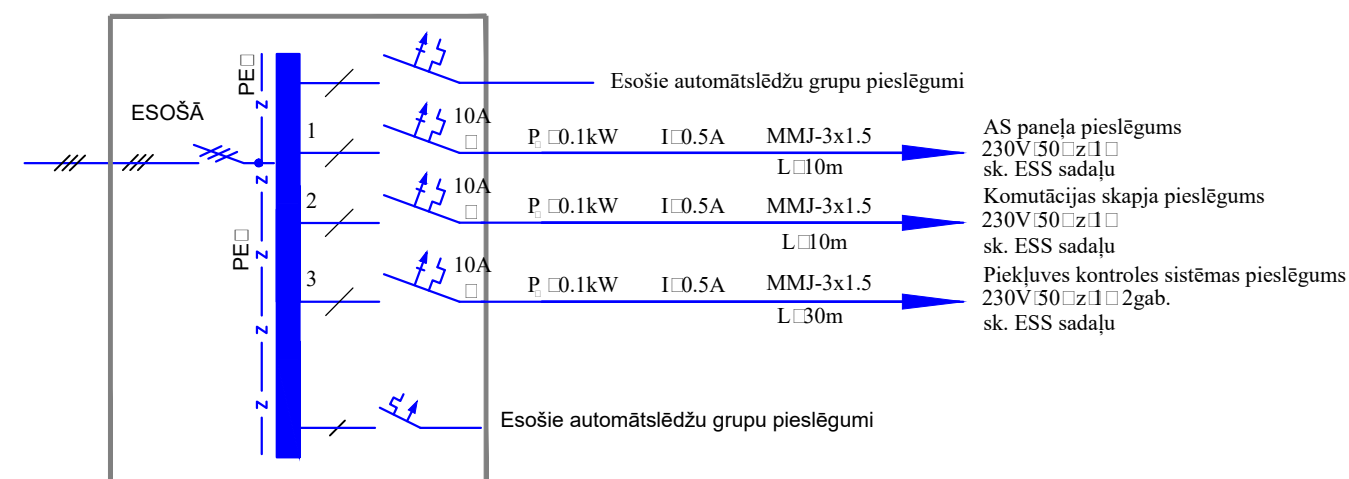 PE□
ESOŠĀ
Esošie automātslēdžu grupu pieslēgumi
1
10A
□
P□ □0.1kW
I□0.5A
MMJ-3x1.5
L□10m
AS paneļa pieslēgums
230V□50□z□1□
sk. ESS sadaļu
2
10A
□
P□ □0.1kW
I□0.5A
MMJ-3x1.5
L□10m
Komutācijas skapja pieslēgums
230V□50□z□1□
sk. ESS sadaļu
PE□
3
10A
□
P□ □0.1kW
I□0.5A
MMJ-3x1.5
L□30m
Piekļuves kontroles sistēmas pieslēgums
230V□50□z□1□2gab.
sk. ESS sadaļu
Esošie automātslēdžu grupu pieslēgumi
N
N
N
N
N
N